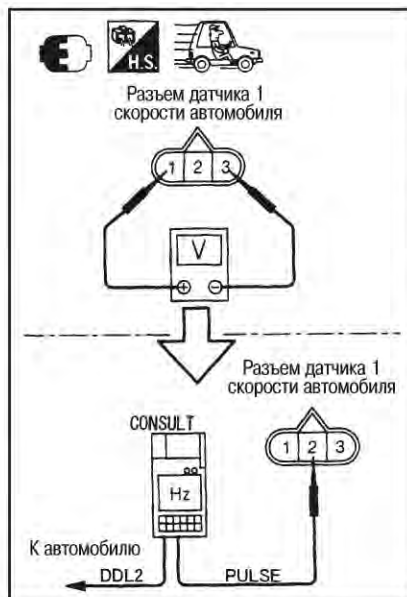 H.S.
Разъем датчика 1
скорости автомобиля
1 2 3
V
+ −
Разъем датчика 1
скорости автомобиля
CONSULT
1 2 3
Hz
К автомобилю
DDL2
PULSE